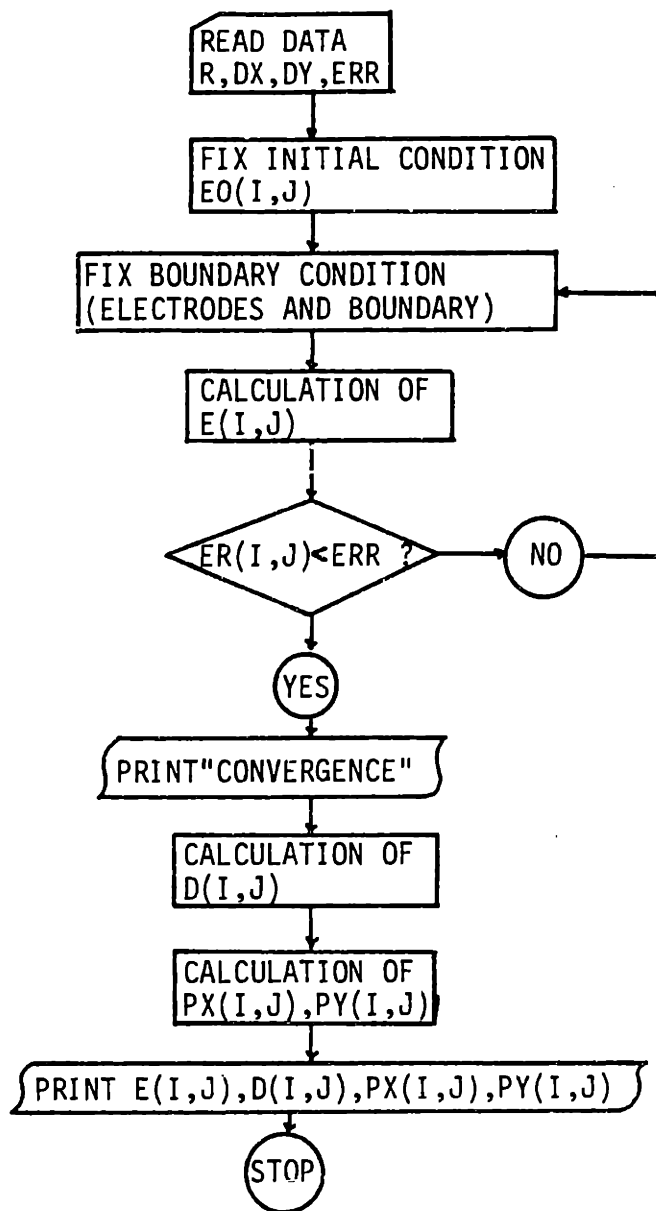 READ DATA
R,DX,DY,ERR
FIX INITIAL CONDITION
EO(I,J)
FIX BOUNDARY CONDITION
(ELECTRODES AND BOUNDARY)
CALCULATION OF
E(I,J)
ER(I,J)<ERR ?
NO
YES
PRINT"CONVERGENCE"
CALCULATION OF
D(I,J)
CALCULATION OF
PX(I,J),PY(I,J)
PRINT E(I,J),D(I,J),PX(I,J),PY(I,J)
STOP